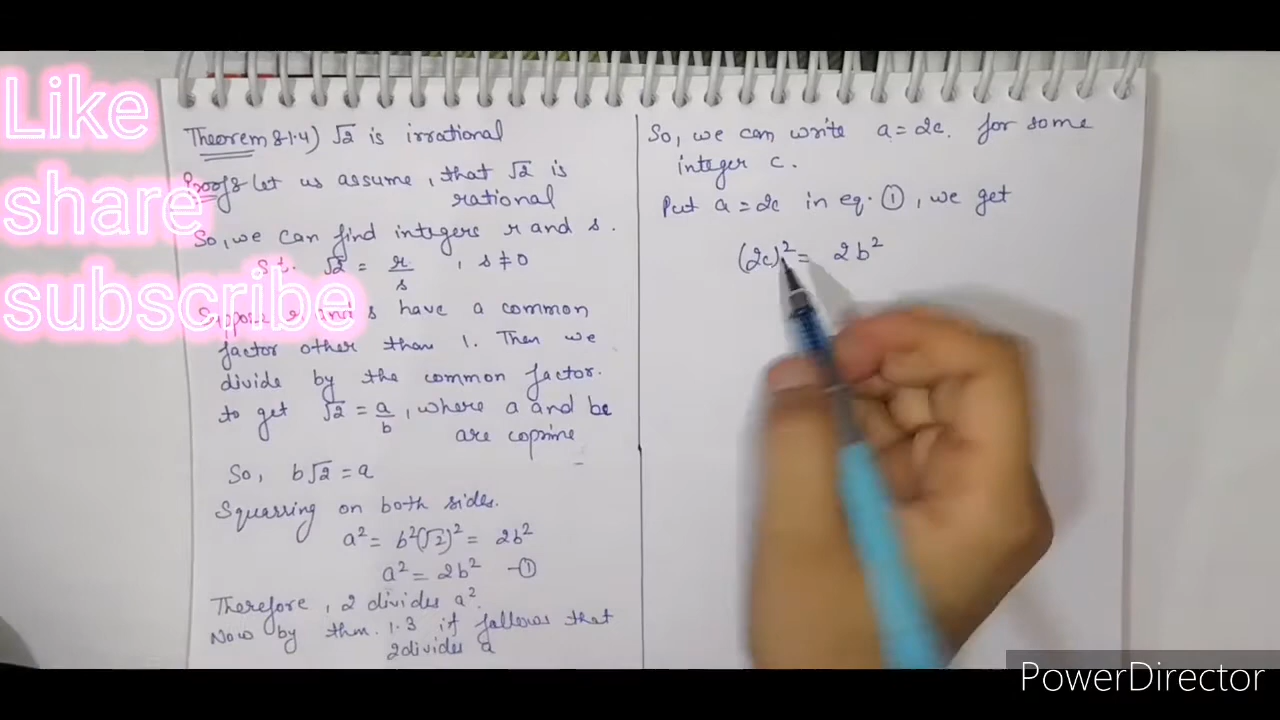 Like
share
subscribe
Theorem 1.4) √2 is irrational
Proof: Let us assume, that √2 is
rational
So, we can find integers r and s.
s.t. √2 = r/s , s ≠ 0
Suppose r and s have a common
factor other than 1. Then we
divide by the common factor.
to get √2 = a/b , where a and be
are coprime
So, b√2 = a
Squarring on both sides.
a² = b²(√2)² = 2b²
a² = 2b² -①
Therefore, 2 divides a².
Now by thm. 1.3 it follows that
2 divides a
So, we can write a = 2c. for some
integer c.
Put a = 2c in eq. ①, we get
(2c)² = 2b²
PowerDirector